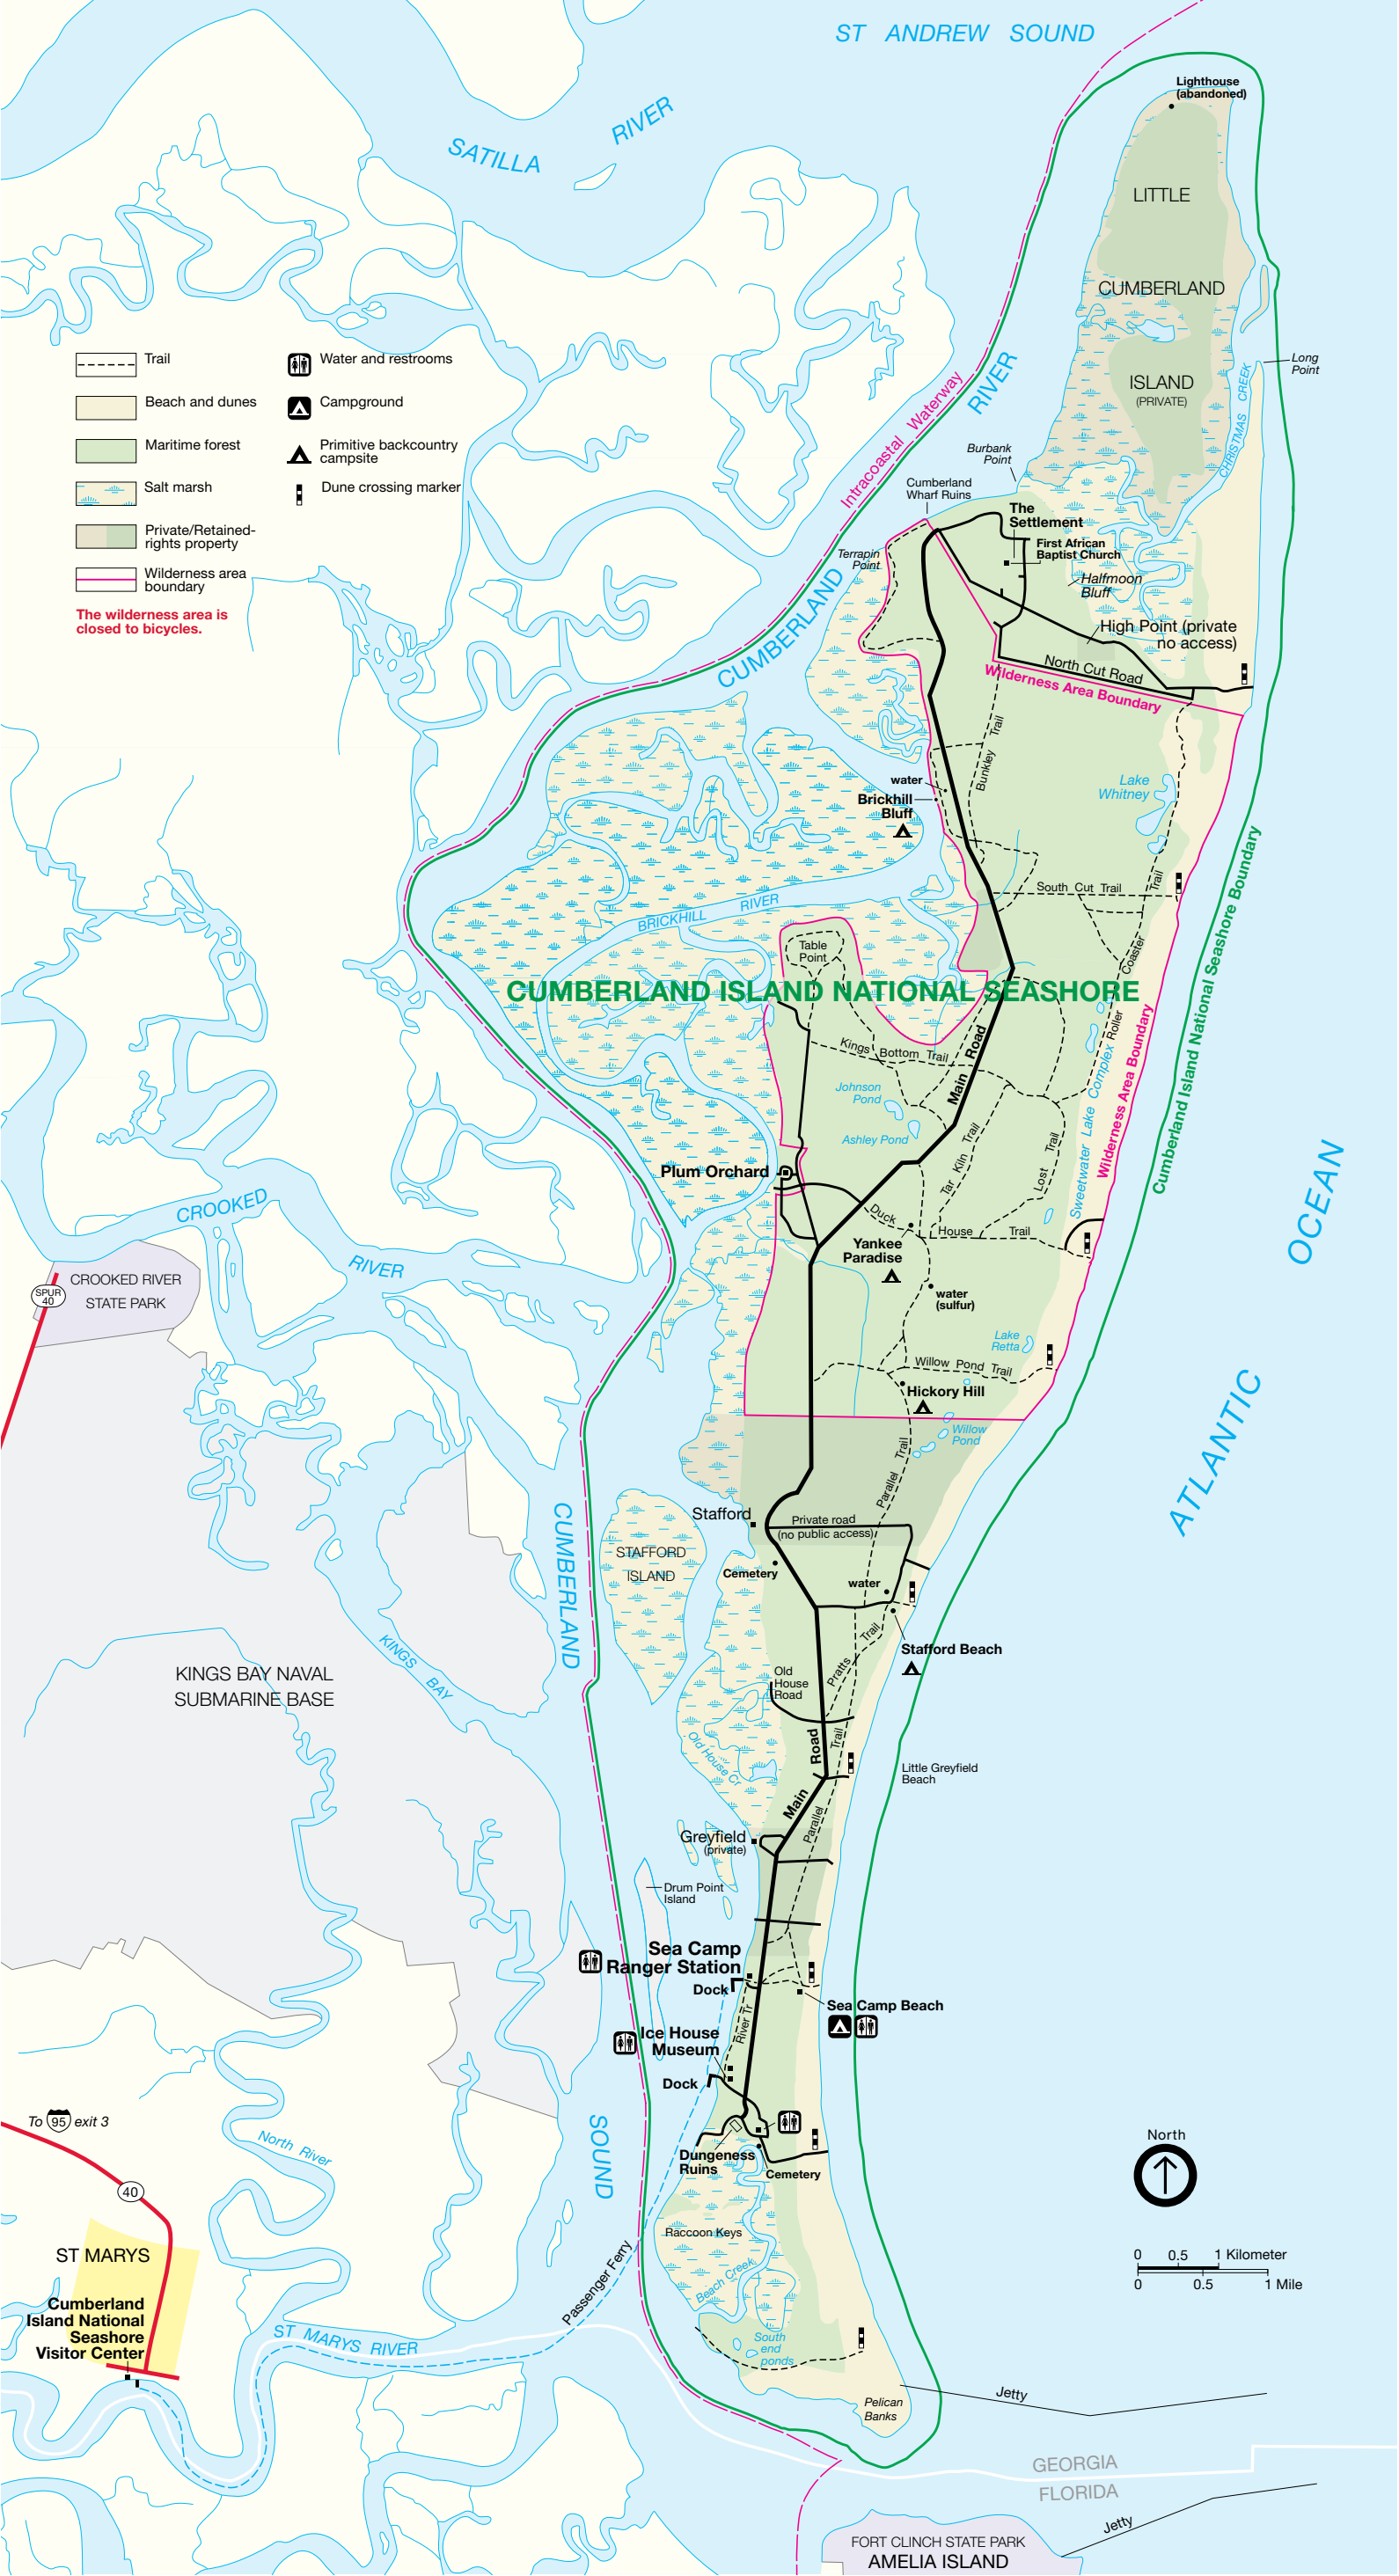 ST ANDREW SOUND
Lighthouse
(abandoned)
SATILLA RIVER
LITTLE
CUMBERLAND
ISLAND
(PRIVATE)
Long
Point
CHRISTMAS CREEK
Trail
Beach and dunes
Maritime forest
Salt marsh
Private/Retained-
rights property
Wilderness area
boundary
The wilderness area is
closed to bicycles.
Water and restrooms
Campground
Primitive backcountry
campsite
Dune crossing marker
Intracoastal Waterway
CUMBERLAND RIVER
Burbank
Point
Cumberland
Wharf Ruins
The
Settlement
First African
Baptist Church
Terrapin
Point
Halfmoon
Bluff
High Point (private
no access)
North Cut Road
Wilderness Area Boundary
Bunkley Trail
Lake
Whitney
water
Brickhill
Bluff
South Cut Trail
Trail
BRICKHILL RIVER
Table
Point
Coaster
CUMBERLAND ISLAND NATIONAL SEASHORE
Roller
Kings Bottom Trail
Main Road
Johnson
Pond
Ashley Pond
Tar Kiln Trail
Lost Trail
Sweetwater Lake Complex
Wilderness Area Boundary
Cumberland Island National Seashore Boundary
Plum Orchard
Duck House Trail
Yankee
Paradise
water
(sulfur)
CROOKED RIVER
CROOKED RIVER
STATE PARK
SPUR
40
Lake
Retta
Willow Pond Trail
Hickory Hill
Willow
Pond
ATLANTIC OCEAN
Parallel Trail
Stafford
Private road
(no public access)
STAFFORD
ISLAND
Cemetery
water
CUMBERLAND
Stafford Beach
Pratts Trail
Old
House
Road
KINGS BAY
KINGS BAY NAVAL
SUBMARINE BASE
Old House Cr
Main Road
Parallel Trail
Little Greyfield
Beach
Greyfield
(private)
Drum Point
Island
Sea Camp
Ranger Station
Dock
Sea Camp Beach
River Tr
Ice House
Museum
Dock
SOUND
Dungeness
Ruins
Cemetery
To 95 exit 3
North River
40
Raccoon Keys
Beach Creek
Passenger Ferry
ST MARYS
Cumberland
Island National
Seashore
Visitor Center
ST MARYS RIVER
South
end
ponds
North
0 0.5 1 Kilometer
0 0.5 1 Mile
Pelican
Banks
Jetty
GEORGIA
FLORIDA
Jetty
FORT CLINCH STATE PARK
AMELIA ISLAND